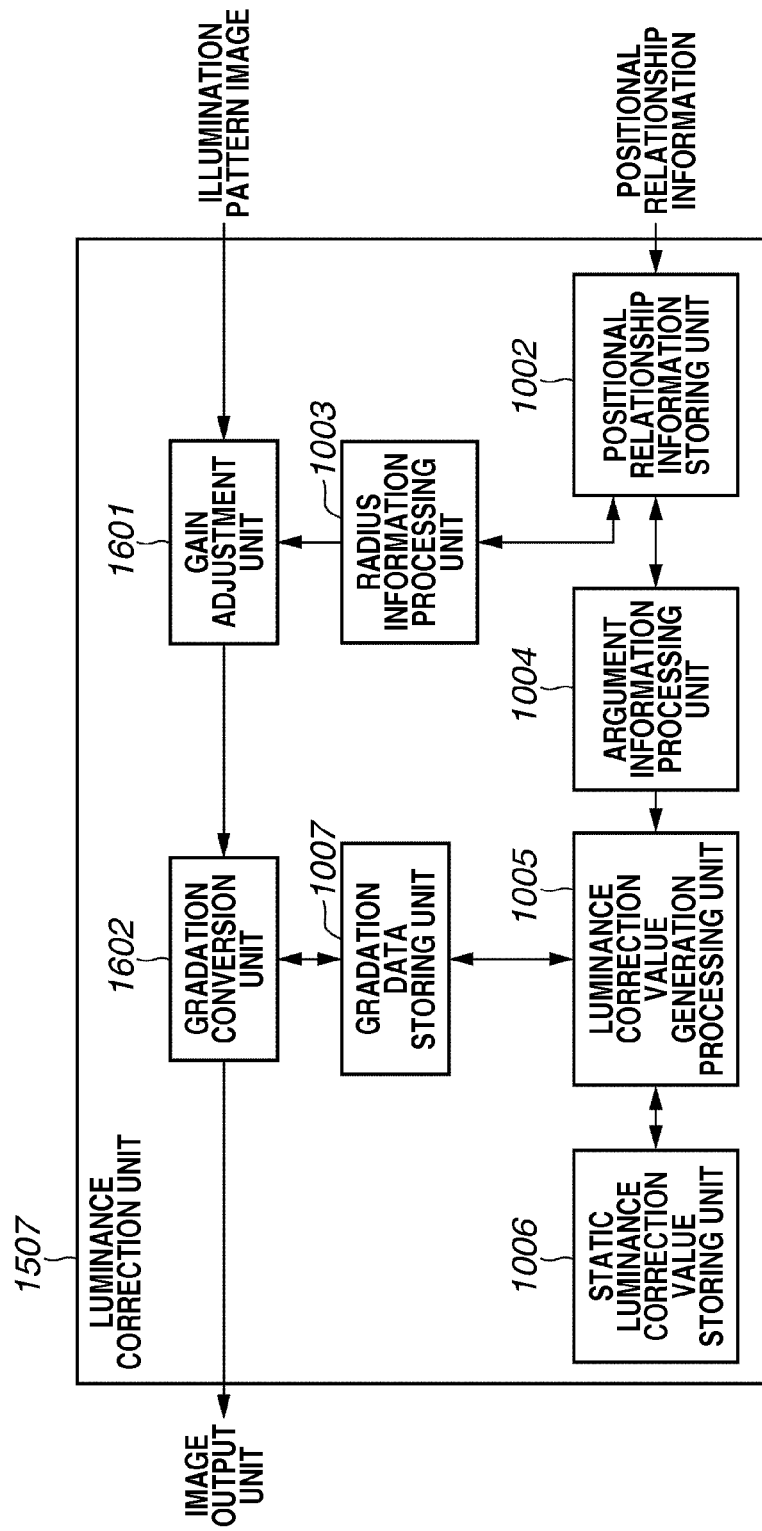 1507
LUMINANCE
CORRECTION UNIT
IMAGE
OUTPUT
UNIT
1602
GRADATION
CONVERSION
UNIT
1601
GAIN
ADJUSTMENT
UNIT
ILLUMINATION
PATTERN IMAGE
1007
GRADATION
DATA
STORING UNIT
1003
RADIUS
INFORMATION
PROCESSING
UNIT
1006
STATIC
LUMINANCE
CORRECTION
VALUE
STORING UNIT
1005
LUMINANCE
CORRECTION
VALUE
GENERATION
PROCESSING UNIT
1004
ARGUMENT
INFORMATION
PROCESSING
UNIT
1002
POSITIONAL
RELATIONSHIP
INFORMATION
STORING UNIT
POSITIONAL
RELATIONSHIP
INFORMATION